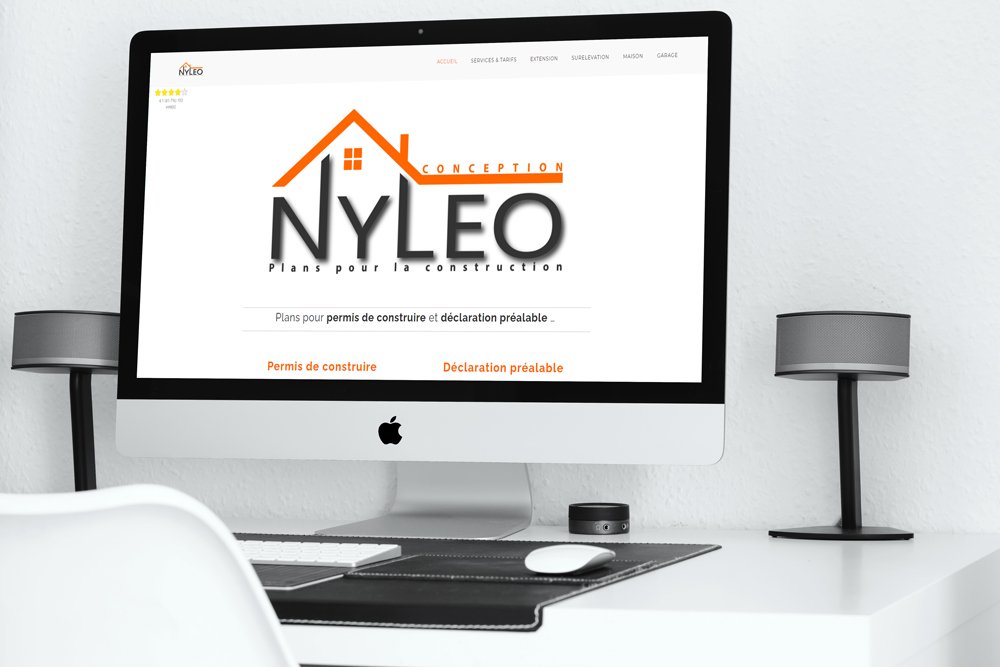 NYLEO
ACCUEIL SERVICES & TARIFS EXTENSION SURELEVATION MAISON GARAGE
CONCEPTION
NYLEO
Plans pour la construction
Plans pour permis de construire et déclaration préalable ...
Permis de construire Déclaration préalable